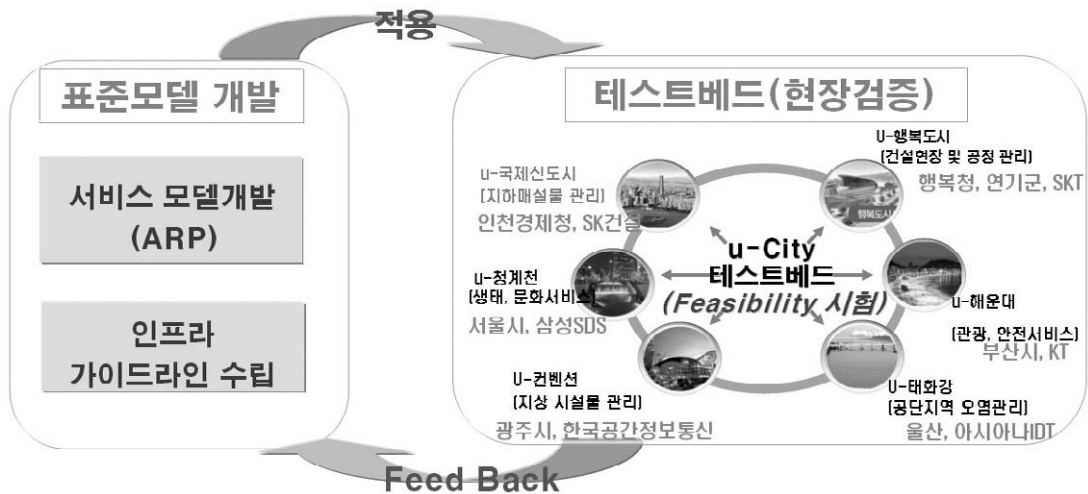 적용
표준모델 개발
서비스 모델개발
(ARP)
인프라
가이드라인 수립
테스트베드(현장검증)
U-행복도시
(건설현장 및 공정 관리)
행복청, 연기군, SKT
행복도시
u-국제신도시
(지하매설물 관리)
인천경제청, SK건설
u-City
테스트베드
(Feasibility 시험)
U-청계천
(생태, 문화서비스)
서울시, 삼성SDS
u-해운대
(관광, 안전서비스)
부산시, KT
U-컨벤션
(지상 시설물 관리)
광주시, 한국공간정보통신
U-태화강
(공단지역 오염관리)
울산, 아시아나IDT
Feed Back